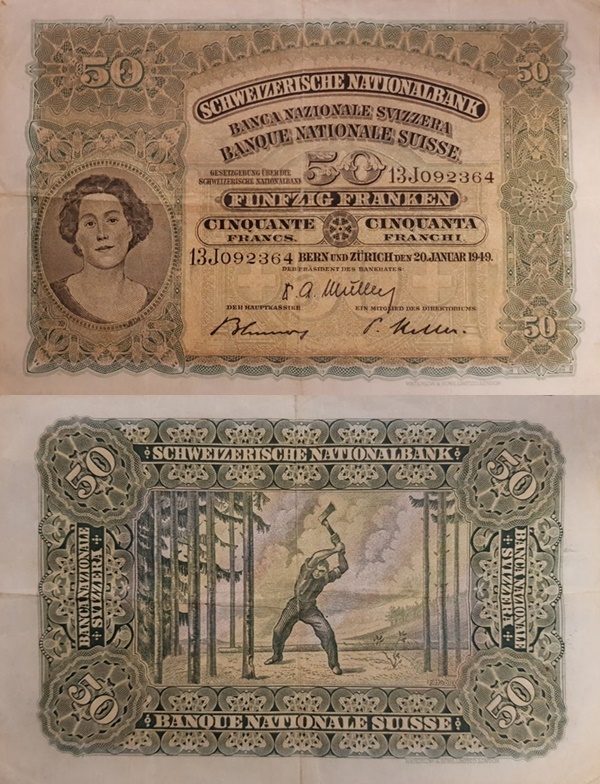 50
50
SCHWEIZERISCHE NATIONALBANK
BANCA NAZIONALE SVIZZERA
BANQUE NATIONALE SUISSE
GESETZGEBUNG ÜBER DIE
SCHWEIZERISCHE NATIONALBANK
50
13J092364
FÜNFZIG FRANKEN
CINQUANTE
FRANCS.
CINQUANTA
FRANCHI
13J092364 BERN UND ZÜRICH DEN 20. JANUAR 1949.
DER PRÄSIDENT DES BANKRATES
DER HAUPTKASSIER
EIN MITGLIED DES DIREKTORIUMS.
50
50
SCHWEIZERISCHE NATIONALBANK
50
BANCA NAZIONALE
SVIZZERA
BANCA NAZIONALE
SVIZZERA
50
BANQUE NATIONALE SUISSE
50